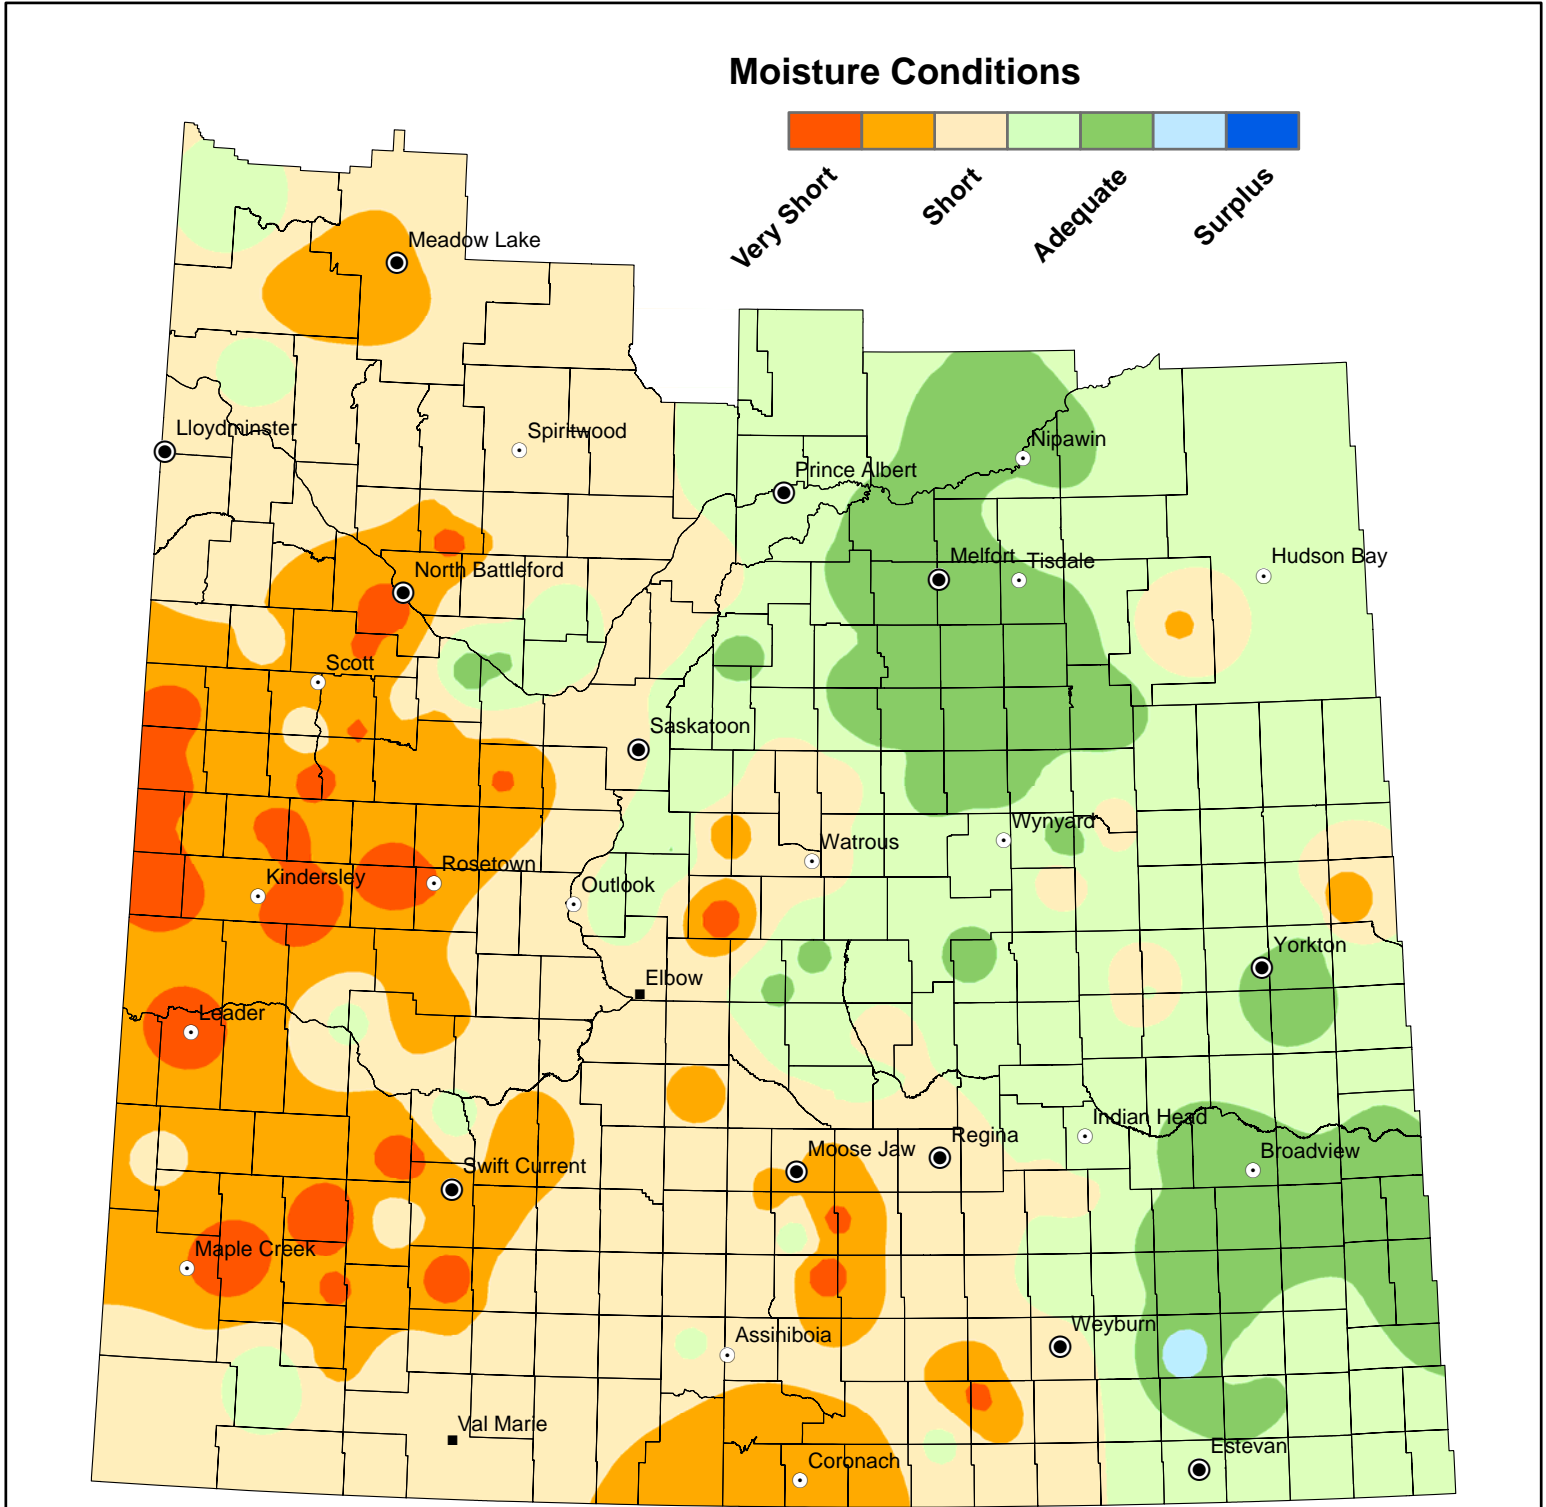 Moisture Conditions
Very Short
Short
Adequate
Surplus
Meadow Lake
Lloydminster
Spiritwood
Nipawin
Prince Albert
Melfort
Tisdale
Hudson Bay
North Battleford
Scott
Saskatoon
Wynyard
Watrous
Rosetown
Kindersley
Outlook
Yorkton
Elbow
Leader
Indian Head
Regina
Moose Jaw
Broadview
Swift Current
Maple Creek
Weyburn
Assiniboia
Val Marie
Estevan
Coronach